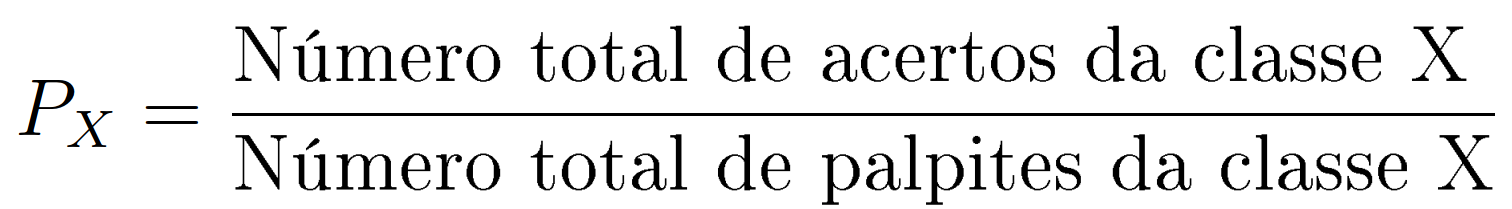 Número total de acertos da classe X
P_X =
Número total de palpites da classe X